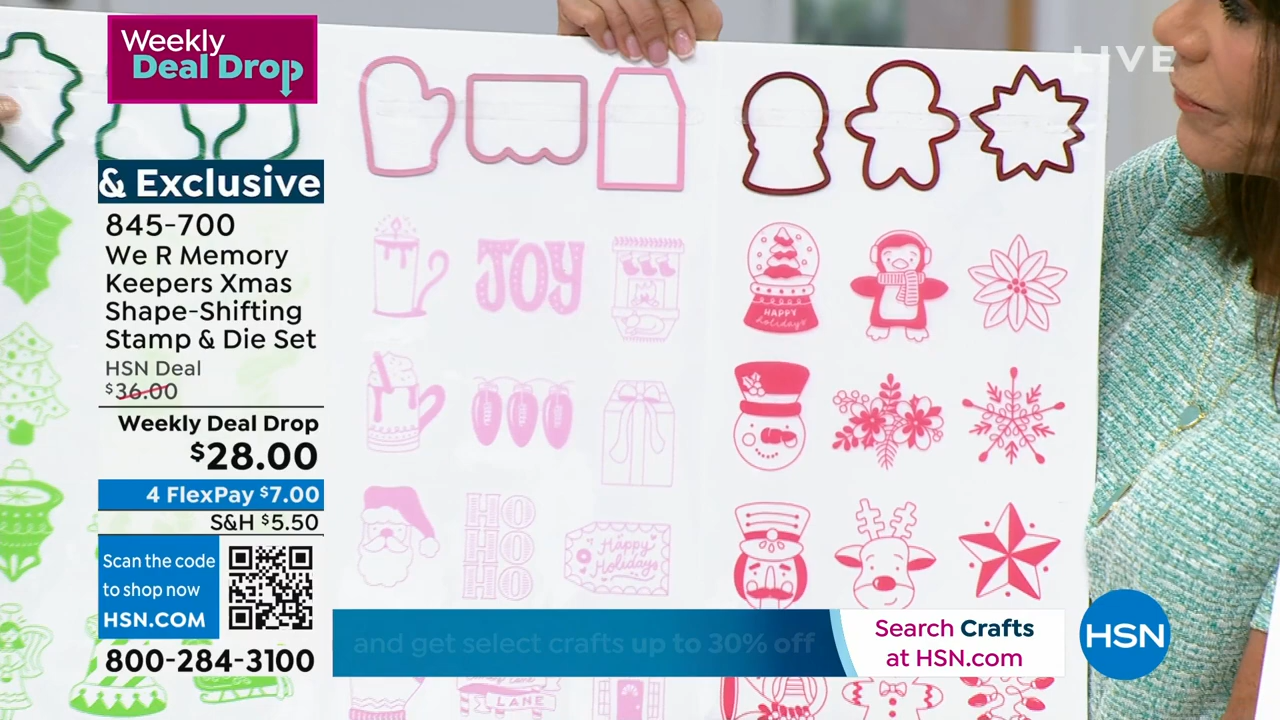 Weekly
Deal Drop
LIVE
& Exclusive
845-700
We R Memory
Keepers Xmas
Shape-Shifting
Stamp & Die Set
HSN Deal
$36.00
Weekly Deal Drop
$28.00
4 FlexPay $7.00
S&H $5.50
Scan the code
to shop now
HSN.COM
800-284-3100
JOY
HAPPY
holidays
HO
HO
HO
Happy
Holidays
LANE
and get select crafts up to 30% off
Search Crafts
at HSN.com
HSN